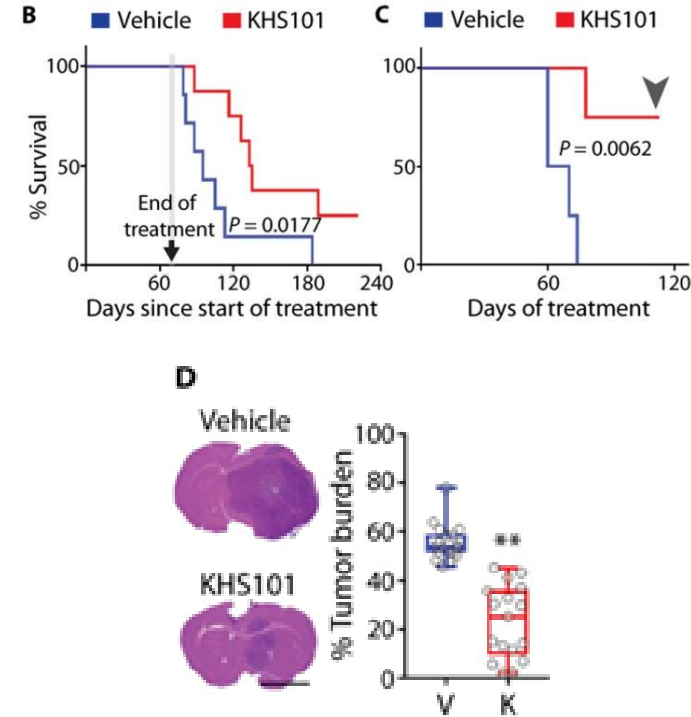 B
Vehicle KHS101
100
50
0
% Survival
End of
treatment
P = 0.0177
60 120 180 240
Days since start of treatment
C
Vehicle KHS101
100
50
0
P = 0.0062
60 120
Days of treatment
D
Vehicle
KHS101
% Tumor burden
100
80
60
40
20
0
**
V K